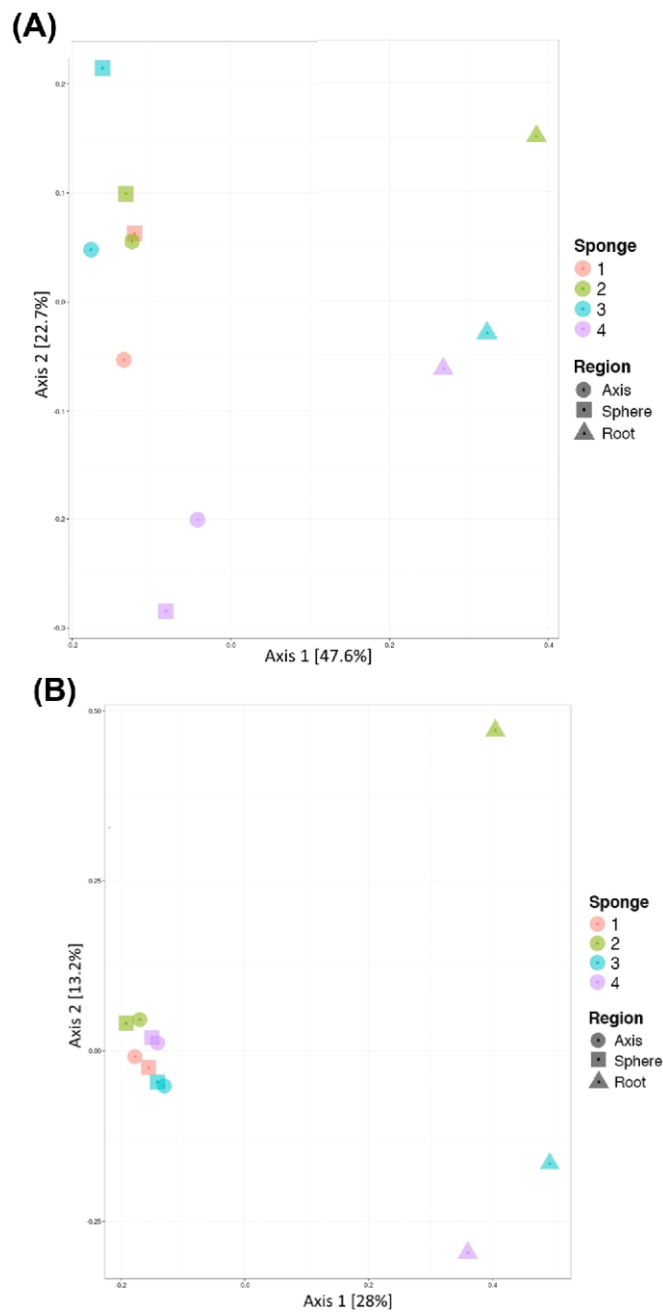 (A)
0.2
0.1
0.0
-0.1
-0.2
-0.3
Axis 2 [22.7%]
-0.2
0.0
0.2
0.4
Axis 1 [47.6%]
Sponge
1
2
3
4
Region
Axis
Sphere
Root
(B)
0.50
0.25
0.00
-0.25
Axis 2 [13.2%]
-0.2
0.0
0.2
0.4
Axis 1 [28%]
Sponge
1
2
3
4
Region
Axis
Sphere
Root